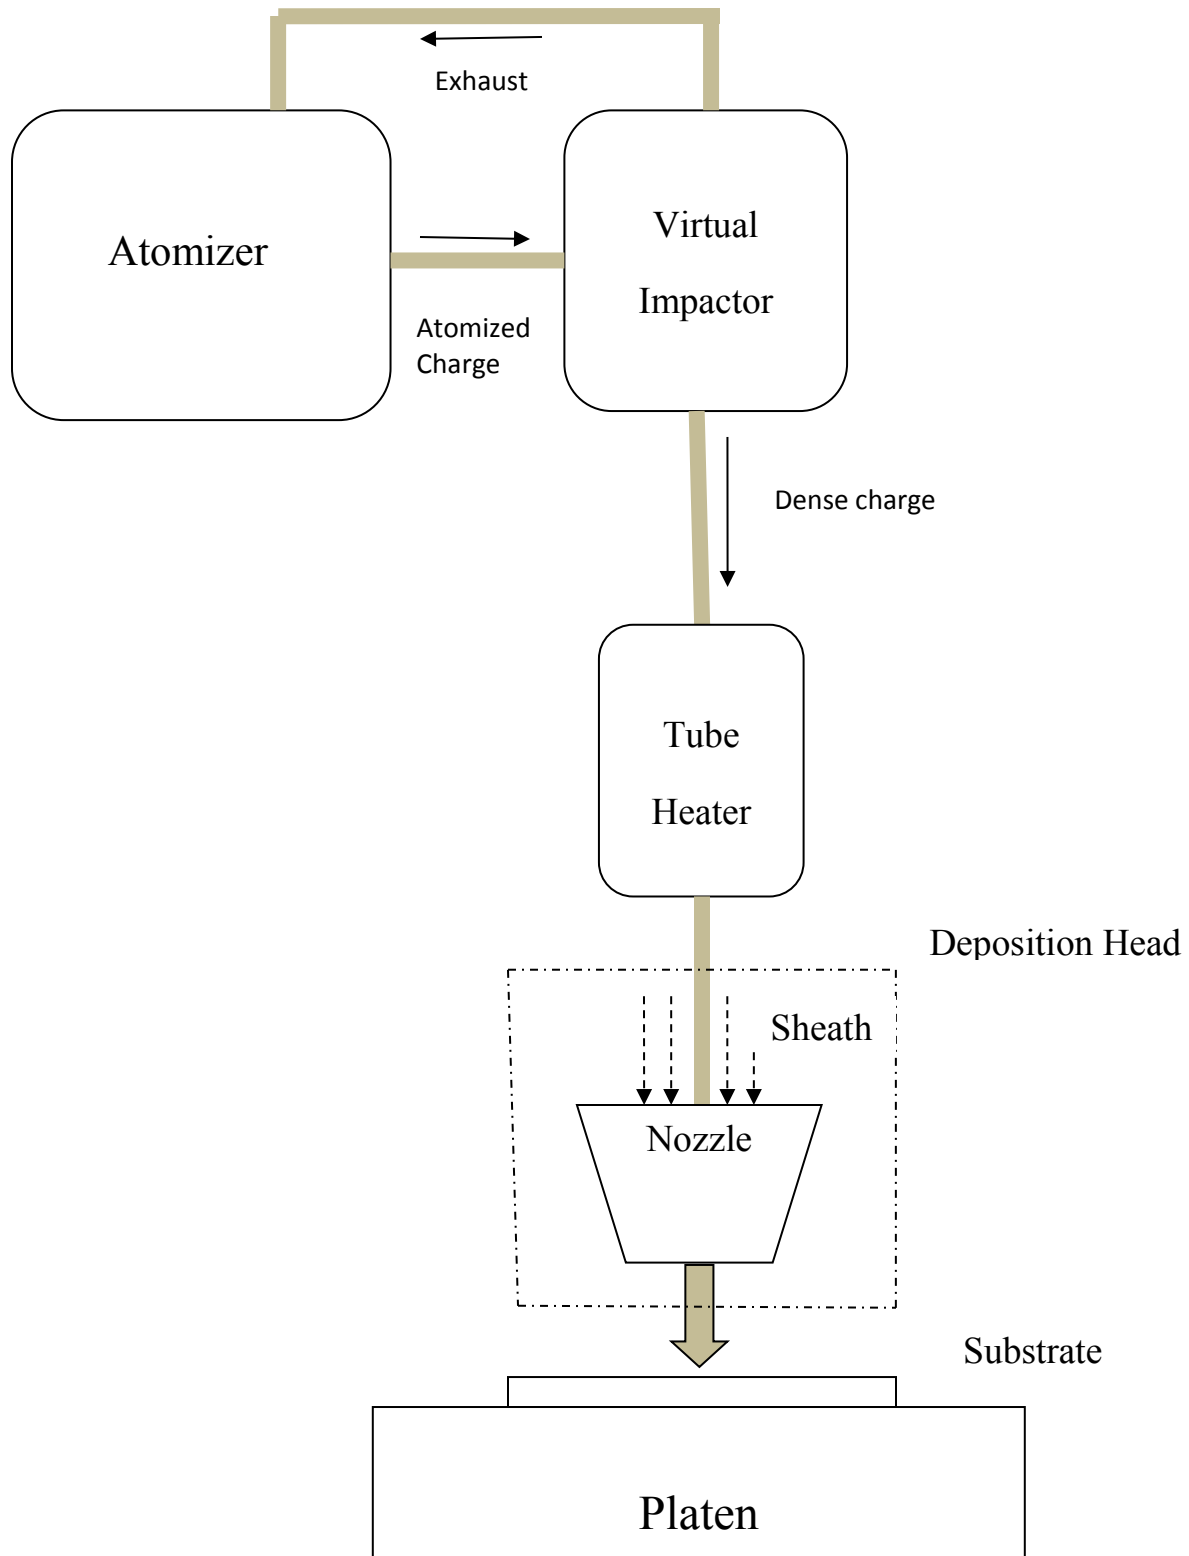 Exhaust
Atomizer
Virtual
Impactor
Atomized
Charge
Dense charge
Tube
Heater
Deposition Head
Sheath
Nozzle
Substrate
Platen